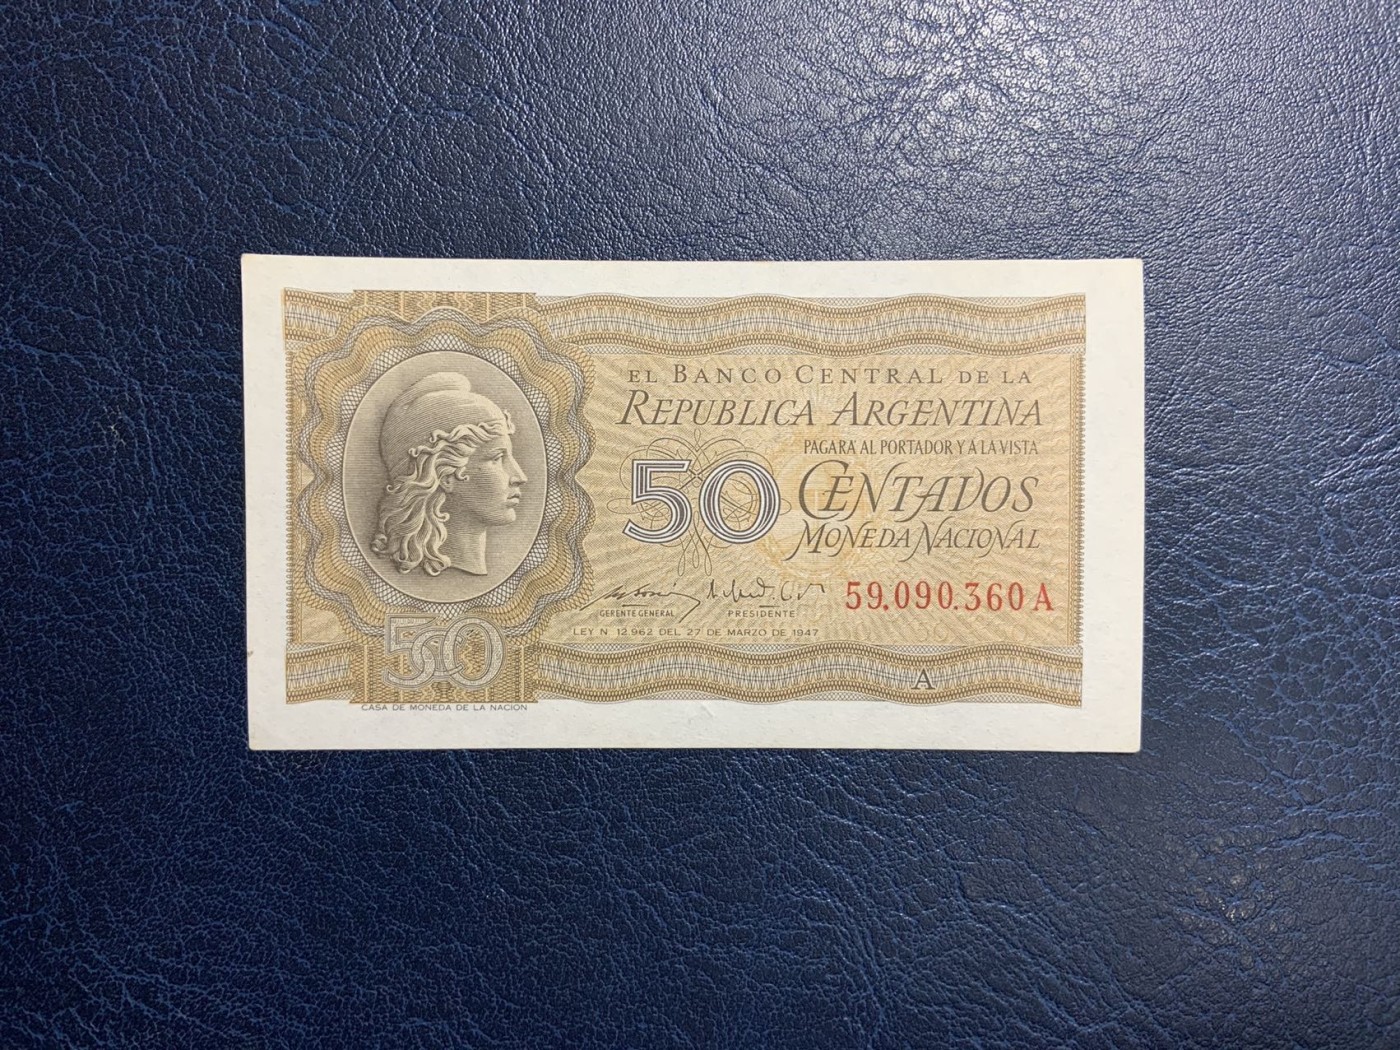 EL BANCO CENTRAL DE LA
REPUBLICA ARGENTINA
PAGARA AL PORTADOR Y A LA VISTA
50 CENTAVOS
MONEDA NACIONAL
59.090.360 A
GERENTE GENERAL PRESIDENTE
LEY N 12.962 DEL 27 DE MARZO DE 1947
50
A
CASA DE MONEDA DE LA NACION